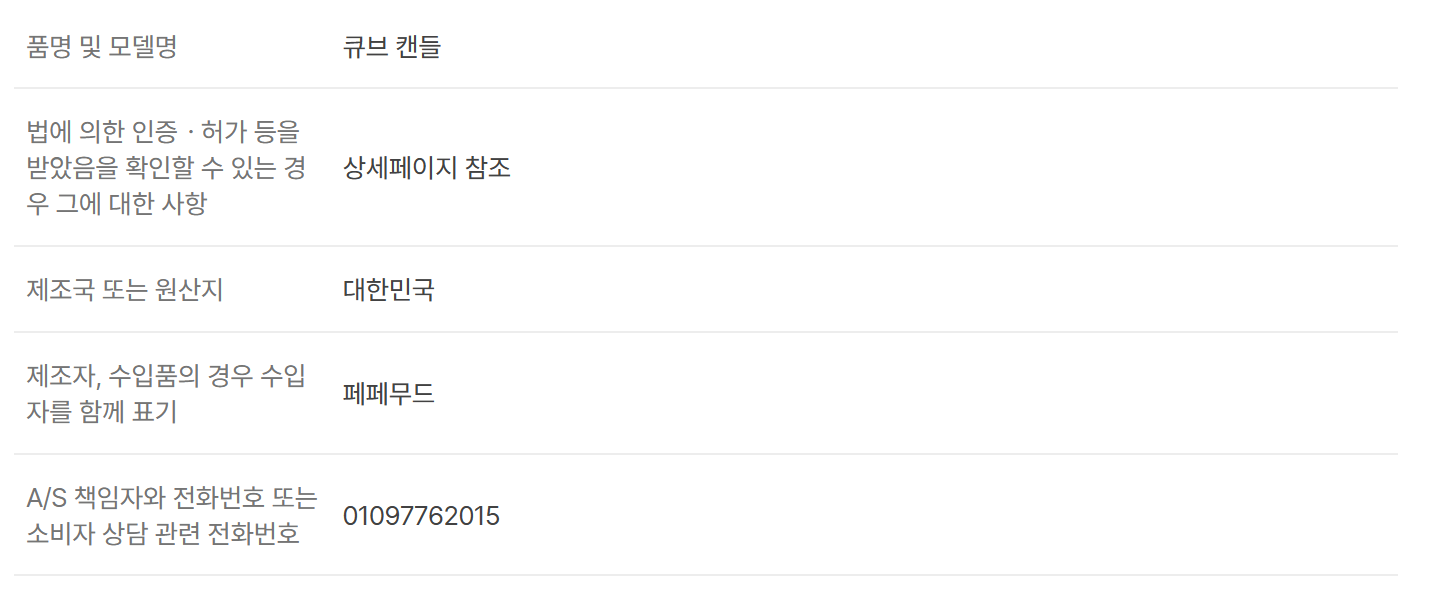 품명 및 모델명
큐브 캔들
법에 의한 인증 · 허가 등을
받았음을 확인할 수 있는 경
우 그에 대한 사항
상세페이지 참조
제조국 또는 원산지
대한민국
제조자, 수입품의 경우 수입
자를 함께 표기
페페무드
A/S 책임자와 전화번호 또는
소비자 상담 관련 전화번호
01097762015